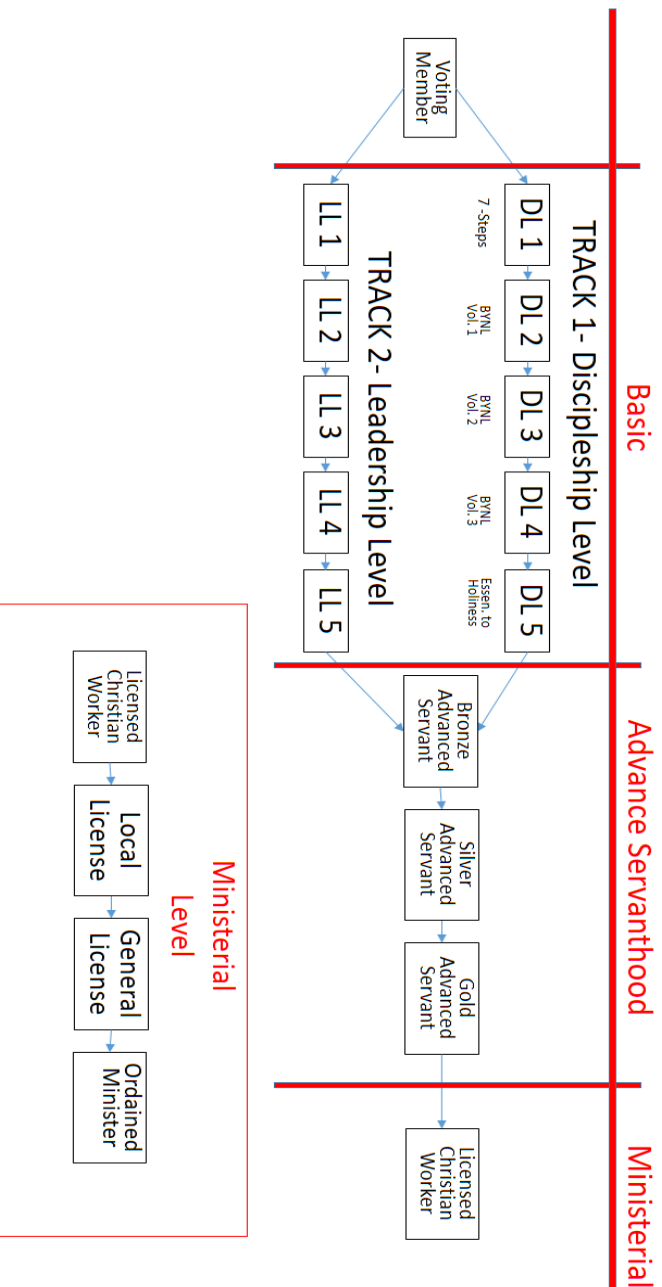 Basic
Advance Servanthood
Ministerial
TRACK 1- Discipleship Level
DL 1
DL 2
DL 3
DL 4
DL 5
7 -Steps
BYNL
Vol. 1
BYNL
Vol. 2
BYNL
Vol. 3
Essen. to
Holiness
Voting
Member
Bronze
Advanced
Servant
Silver
Advanced
Servant
Gold
Advanced
Servant
Licensed
Christian
Worker
TRACK 2- Leadership Level
LL 1
LL 2
LL 3
LL 4
LL 5
Ministerial
Level
Licensed
Christian
Worker
Local
License
General
License
Ordained
Minister